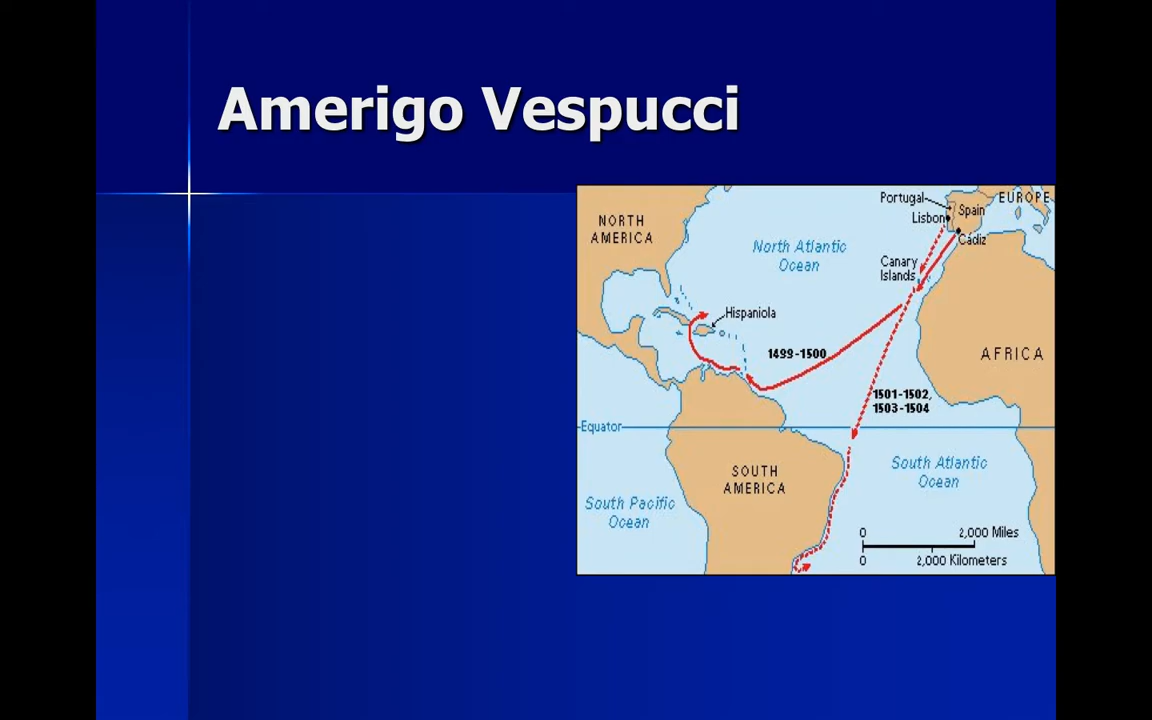 Amerigo Vespucci
Portugal
EUROPE
Spain
Lisbon
Cádiz
NORTH
AMERICA
North Atlantic
Ocean
Canary
Islands
Hispaniola
1499-1500
AFRICA
1501-1502,
1503-1504
Equator
SOUTH
AMERICA
South Atlantic
Ocean
South Pacific
Ocean
0 2,000 Miles
0 2,000 Kilometers